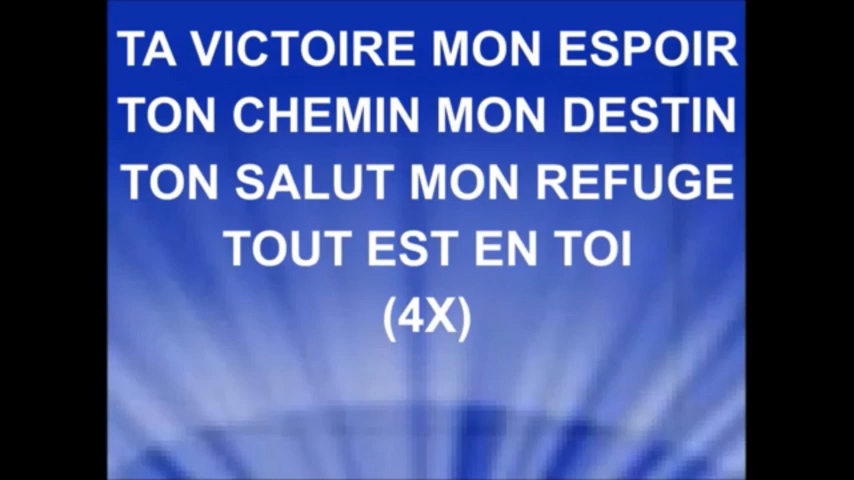 TA VICTOIRE MON ESPOIR
TON CHEMIN MON DESTIN
TON SALUT MON REFUGE
TOUT EST EN TOI
(4X)